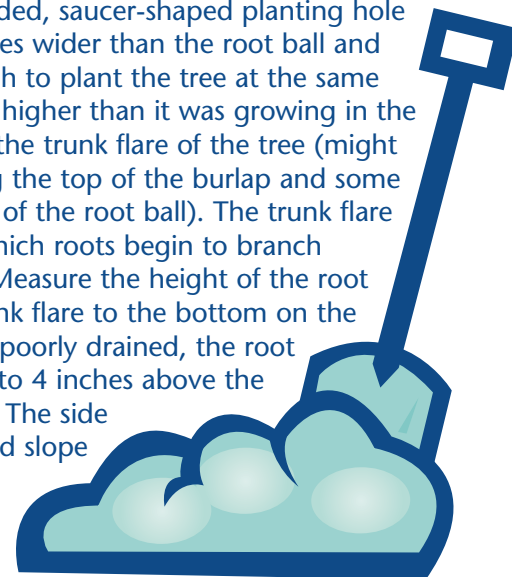 ded, saucer-shaped planting hole
es wider than the root ball and
h to plant the tree at the same
higher than it was growing in the
the trunk flare of the tree (might
g the top of the burlap and some
of the root ball). The trunk flare
hich roots begin to branch
Measure the height of the root
nk flare to the bottom on the
poorly drained, the root
to 4 inches above the
The side
d slope